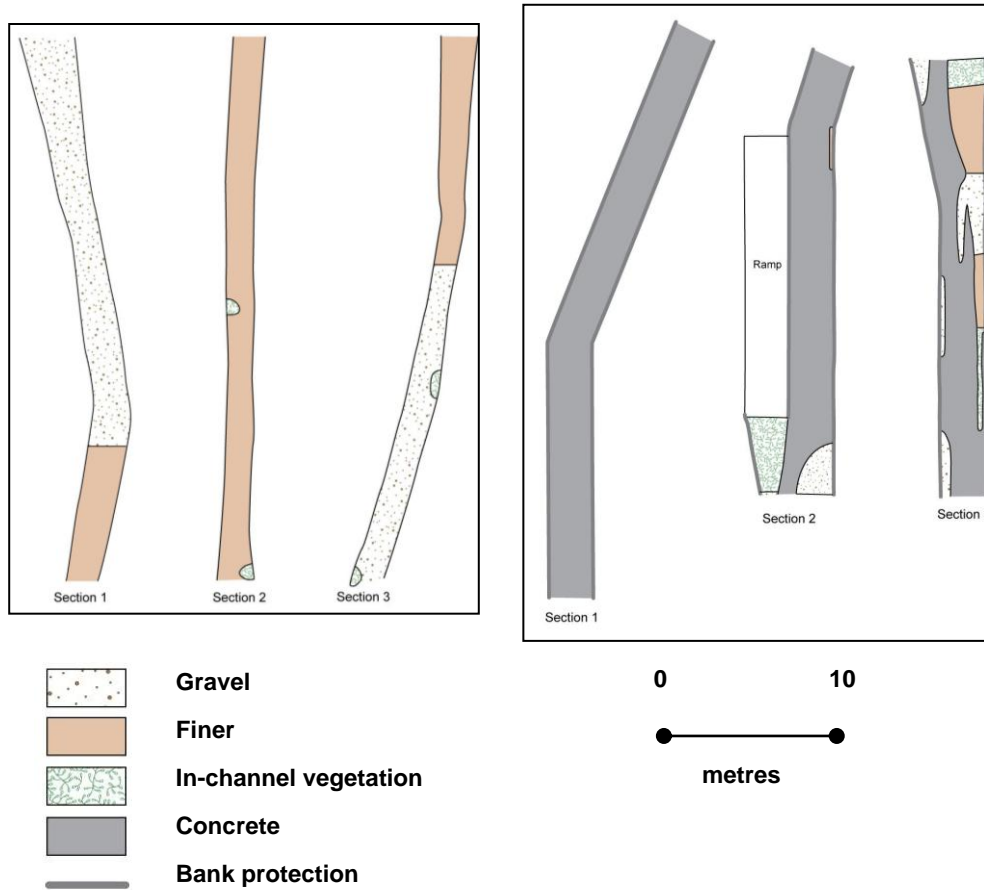 Section 1
Section 2
Section 3
Ramp
Section 1
Section 2
Section
Gravel
Finer
In-channel vegetation
Concrete
Bank protection
0 10
metres